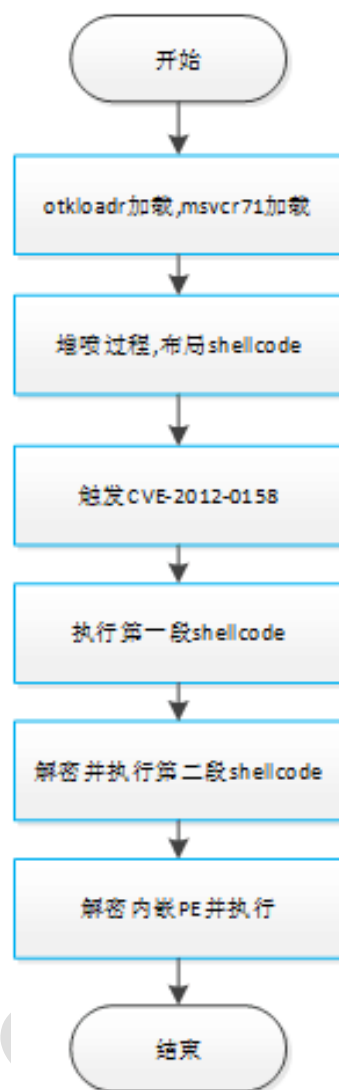 开始
otkloadr加载,msvcr71加载
堆喷过程,布局shellcode
触发CVE-2012-0158
执行第一段shellcode
解密并执行第二段shellcode
解密内嵌PE并执行
结束